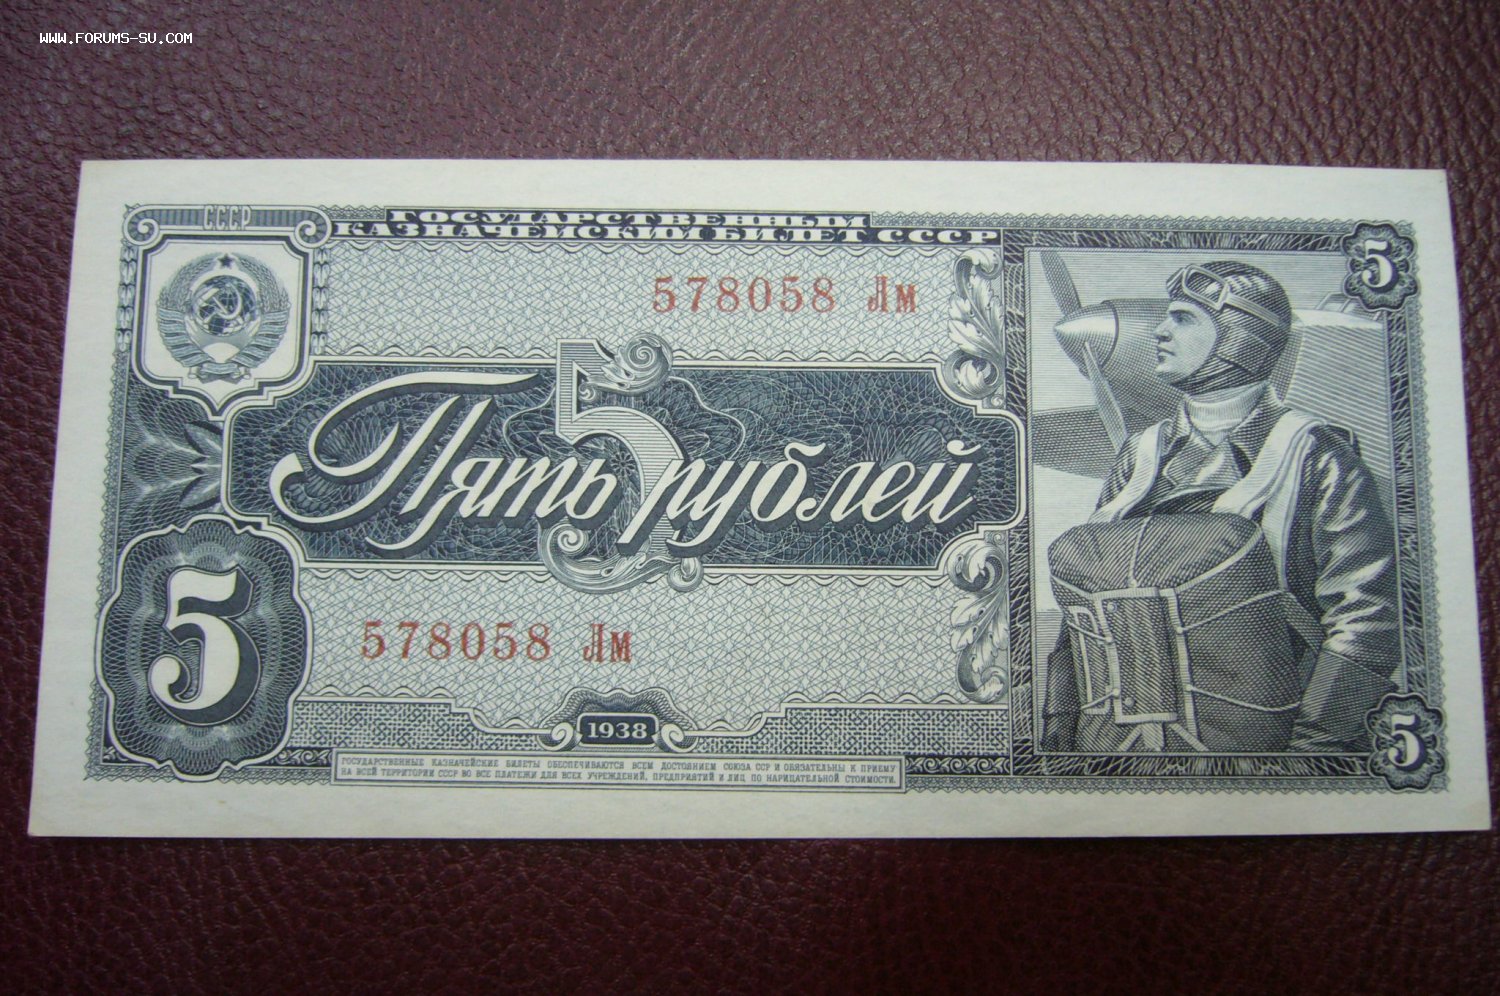 WWW.FORUMS-SU.COM
СССР
ГОСУДАРСТВЕННЫЙ
КАЗНАЧЕЙСКИЙ БИЛЕТ СССР
5
578058 Лм
5
Пять рублей
5
578058 Лм
1938
5
ГОСУДАРСТВЕННЫЕ КАЗНАЧЕЙСКИЕ БИЛЕТЫ ОБЕСПЕЧИВАЮТСЯ ВСЕМ ДОСТОЯНИЕМ СОЮЗА ССР И ОБЯЗАТЕЛЬНЫ К ПРИЕМУ
НА ВСЕЙ ТЕРРИТОРИИ СССР ВО ВСЕ ПЛАТЕЖИ ДЛЯ ВСЕХ УЧРЕЖДЕНИЙ, ПРЕДПРИЯТИЙ И ЛИЦ ПО НАРИЦАТЕЛЬНОЙ СТОИМОСТИ.